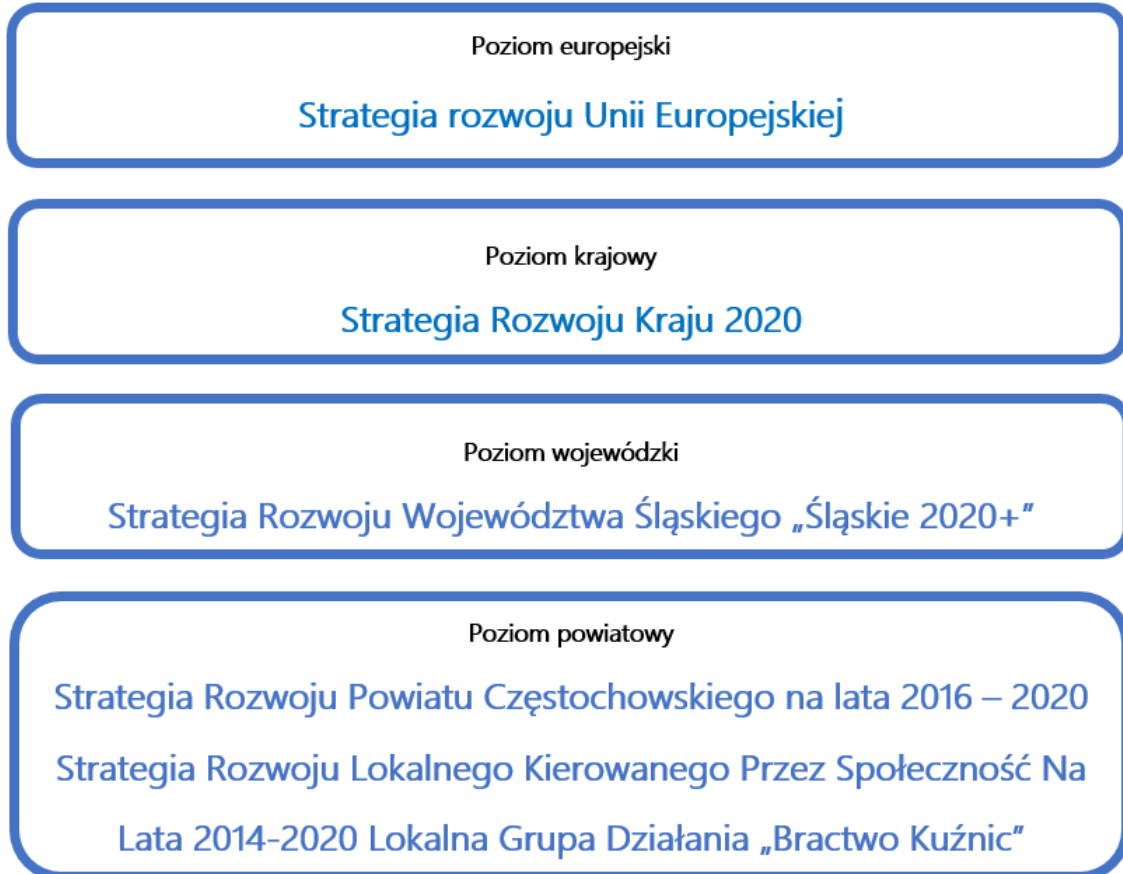 Poziom europejski
Strategia rozwoju Unii Europejskiej
Poziom krajowy
Strategia Rozwoju Kraju 2020
Poziom wojewódzki
Strategia Rozwoju Województwa Śląskiego „Śląskie 2020+”
Poziom powiatowy
Strategia Rozwoju Powiatu Częstochowskiego na lata 2016 – 2020
Strategia Rozwoju Lokalnego Kierowanego Przez Społeczność Na
Lata 2014-2020 Lokalna Grupa Działania „Bractwo Kuźnic”